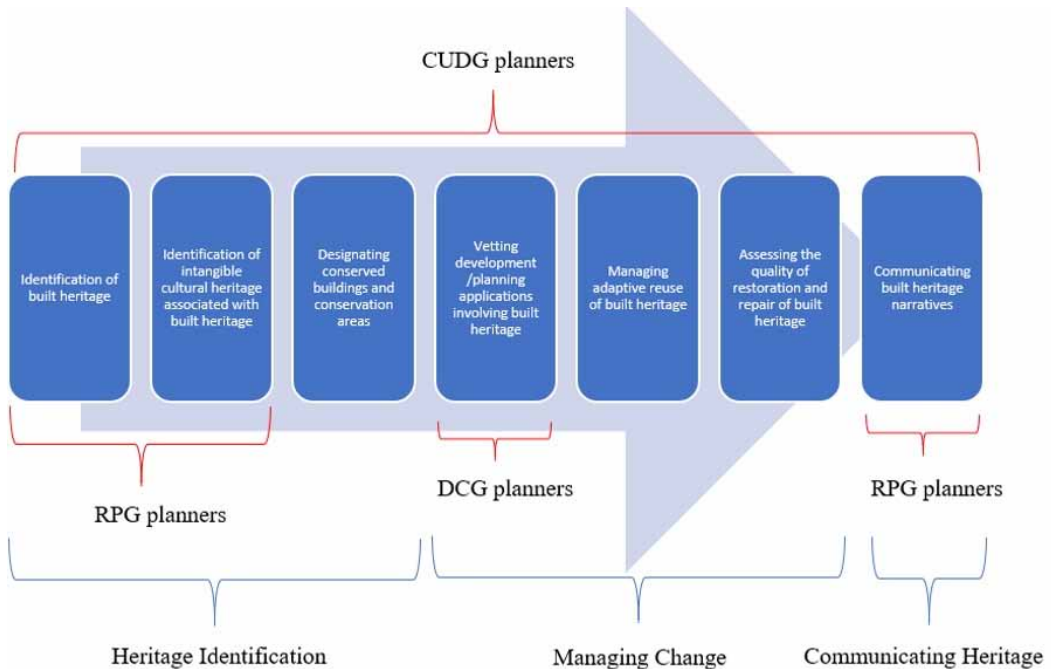 CUDG planners
Identification of
built heritage
Identification of
intangible
cultural heritage
associated with
built heritage
Designating
conserved
buildings and
conservation
areas
Vetting
development
/planning
applications
involving built
heritage
Managing
adaptive reuse
of built heritage
Assessing the
quality of
restoration and
repair of built
heritage
Communicating
built heritage
narratives
RPG planners
DCG planners
RPG planners
Heritage Identification
Managing Change
Communicating Heritage